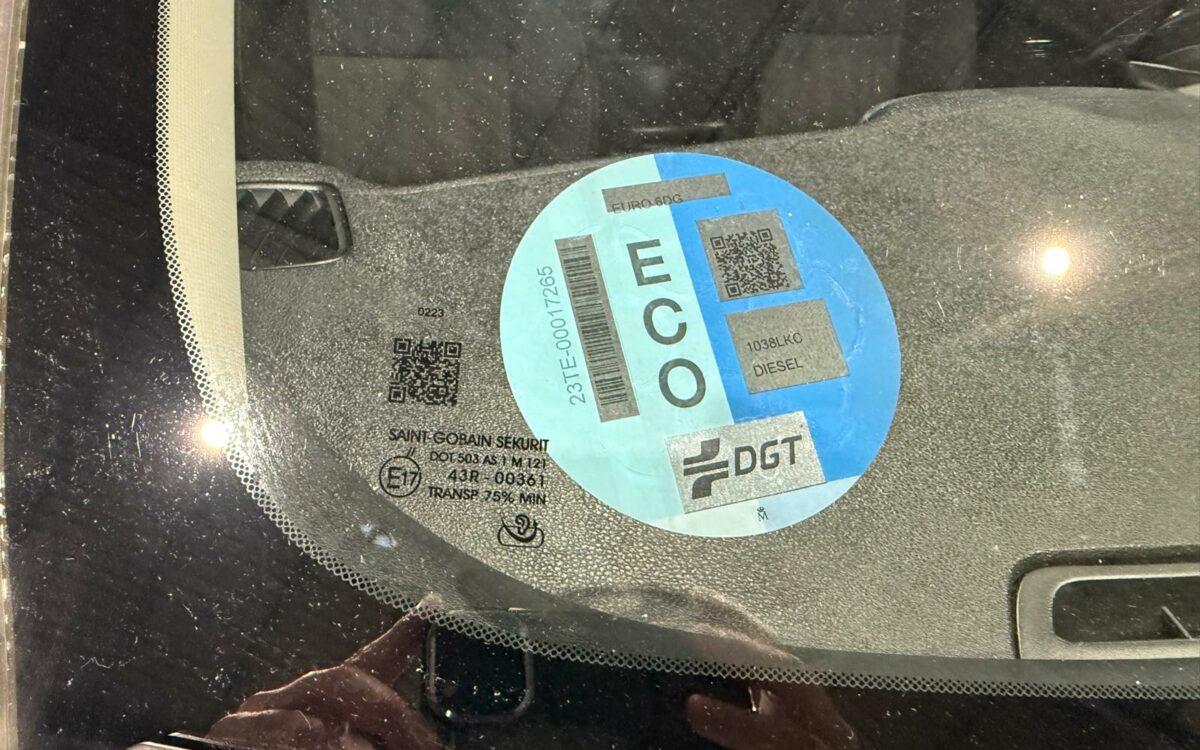 EURO 6DG
ECO
23TE-00017265
1038LKC
DIESEL
DGT
0223
SAINT-GOBAIN SEKURIT
DOT 503 AS 1 M 121
E17
43R - 00361
TRANSP 75% MIN
M